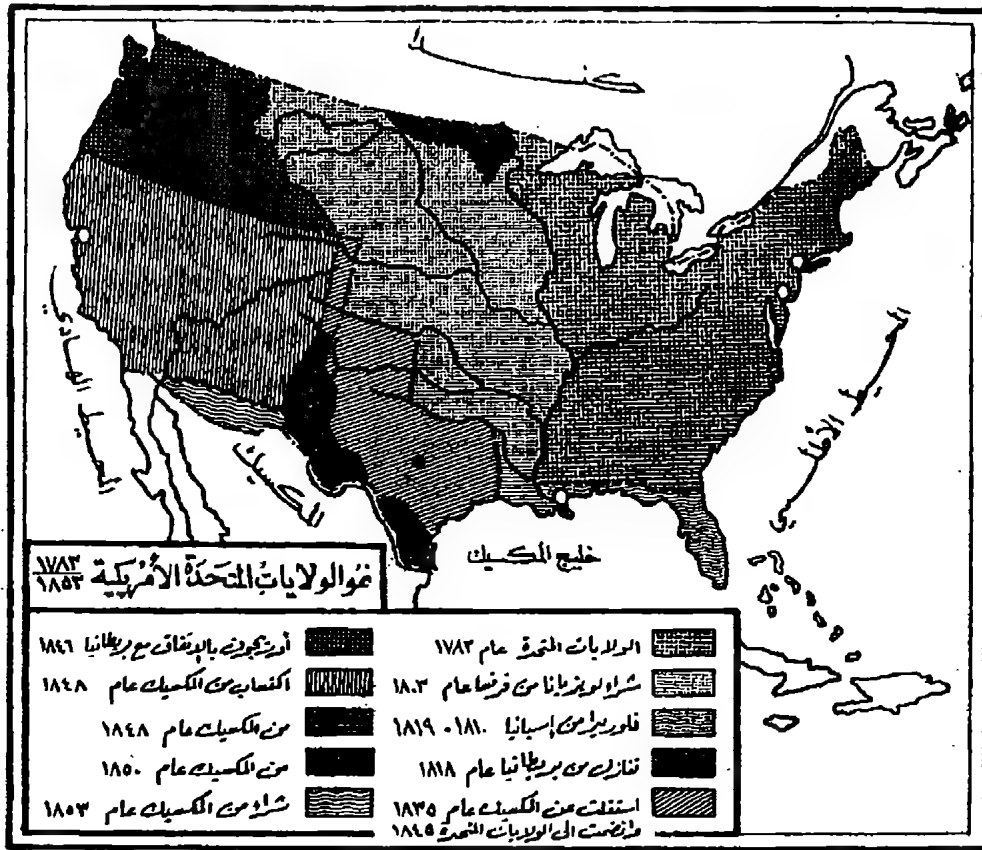 كندا
المحيط الهادي
المحيط الأطلسي
المكسيك
خليج المكسيك
نمو الولايات المتحدة الأمريكية ١٧٨٣
١٨٥٣
الولايات المتحدة عام ١٧٨٣
شراء لويزيانا من فرنسا عام ١٨٠٣
فلوريدا من إسبانيا ١٨١٠ - ١٨١٩
تنازل من بريطانيا عام ١٨١٨
استقلت عن المكسيك عام ١٨٣٥
وانضمت الى الولايات المتحدة ١٨٤٥
أوريجون بالإتفاق مع بريطانيا ١٨٤٦
اكتساب من المكسيك عام ١٨٤٨
من المكسيك عام ١٨٤٨
من المكسيك عام ١٨٥٠
شراء من المكسيك عام ١٨٥٣